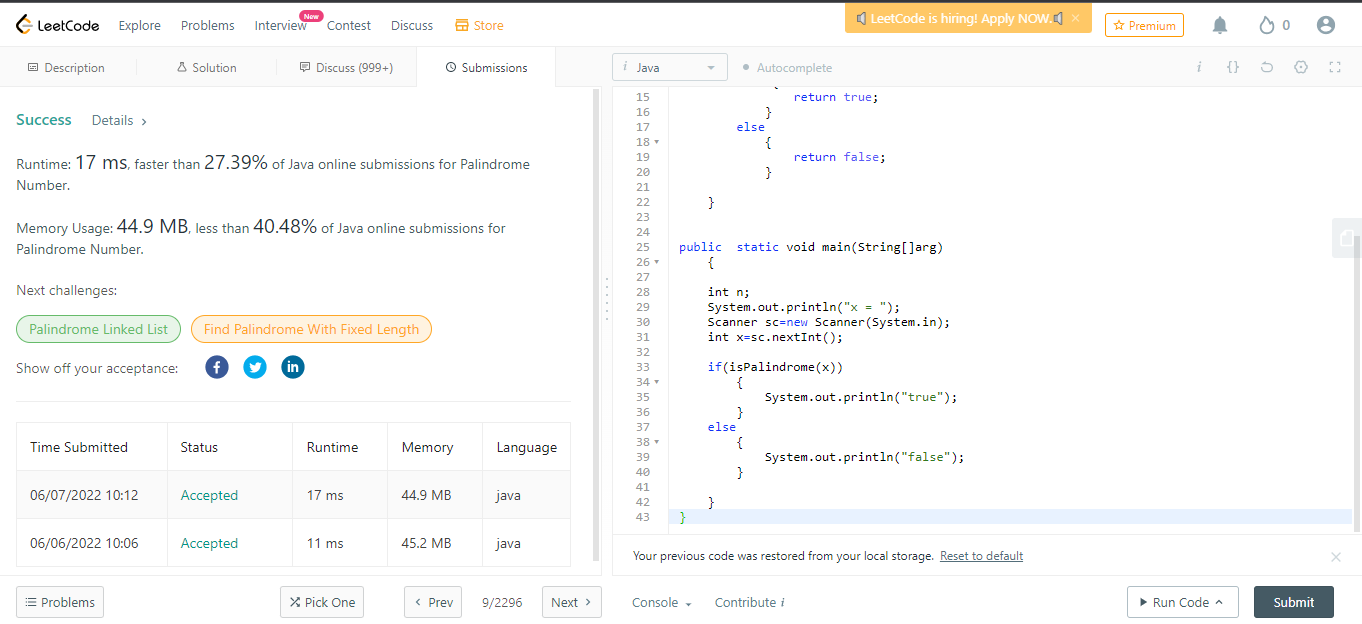 LeetCode Explore Problems Interview New Contest Discuss Store LeetCode is hiring! Apply NOW. × Premium 0
Description Solution Discuss (999+) Submissions
i Java Autocomplete i {}
Success Details >
Runtime: 17 ms, faster than 27.39% of Java online submissions for Palindrome
Number.
Memory Usage: 44.9 MB, less than 40.48% of Java online submissions for
Palindrome Number.
Next challenges:
Palindrome Linked List Find Palindrome With Fixed Length
Show off your acceptance: f in
Time Submitted Status Runtime Memory Language
06/07/2022 10:12 Accepted 17 ms 44.9 MB java
06/06/2022 10:06 Accepted 11 ms 45.2 MB java
15 return true;
16 }
17 else
18 {
19 return false;
20 }
21
22 }
23
24
25 public static void main(String[]arg)
26 {
27
28 int n;
29 System.out.println("x = ");
30 Scanner sc=new Scanner(System.in);
31 int x=sc.nextInt();
32
33 if(isPalindrome(x))
34 {
35 System.out.println("true");
36 }
37 else
38 {
39 System.out.println("false");
40 }
41
42 }
43 }
Your previous code was restored from your local storage. Reset to default ×
Problems Pick One < Prev 9/2296 Next > Console Contribute i Run Code Submit